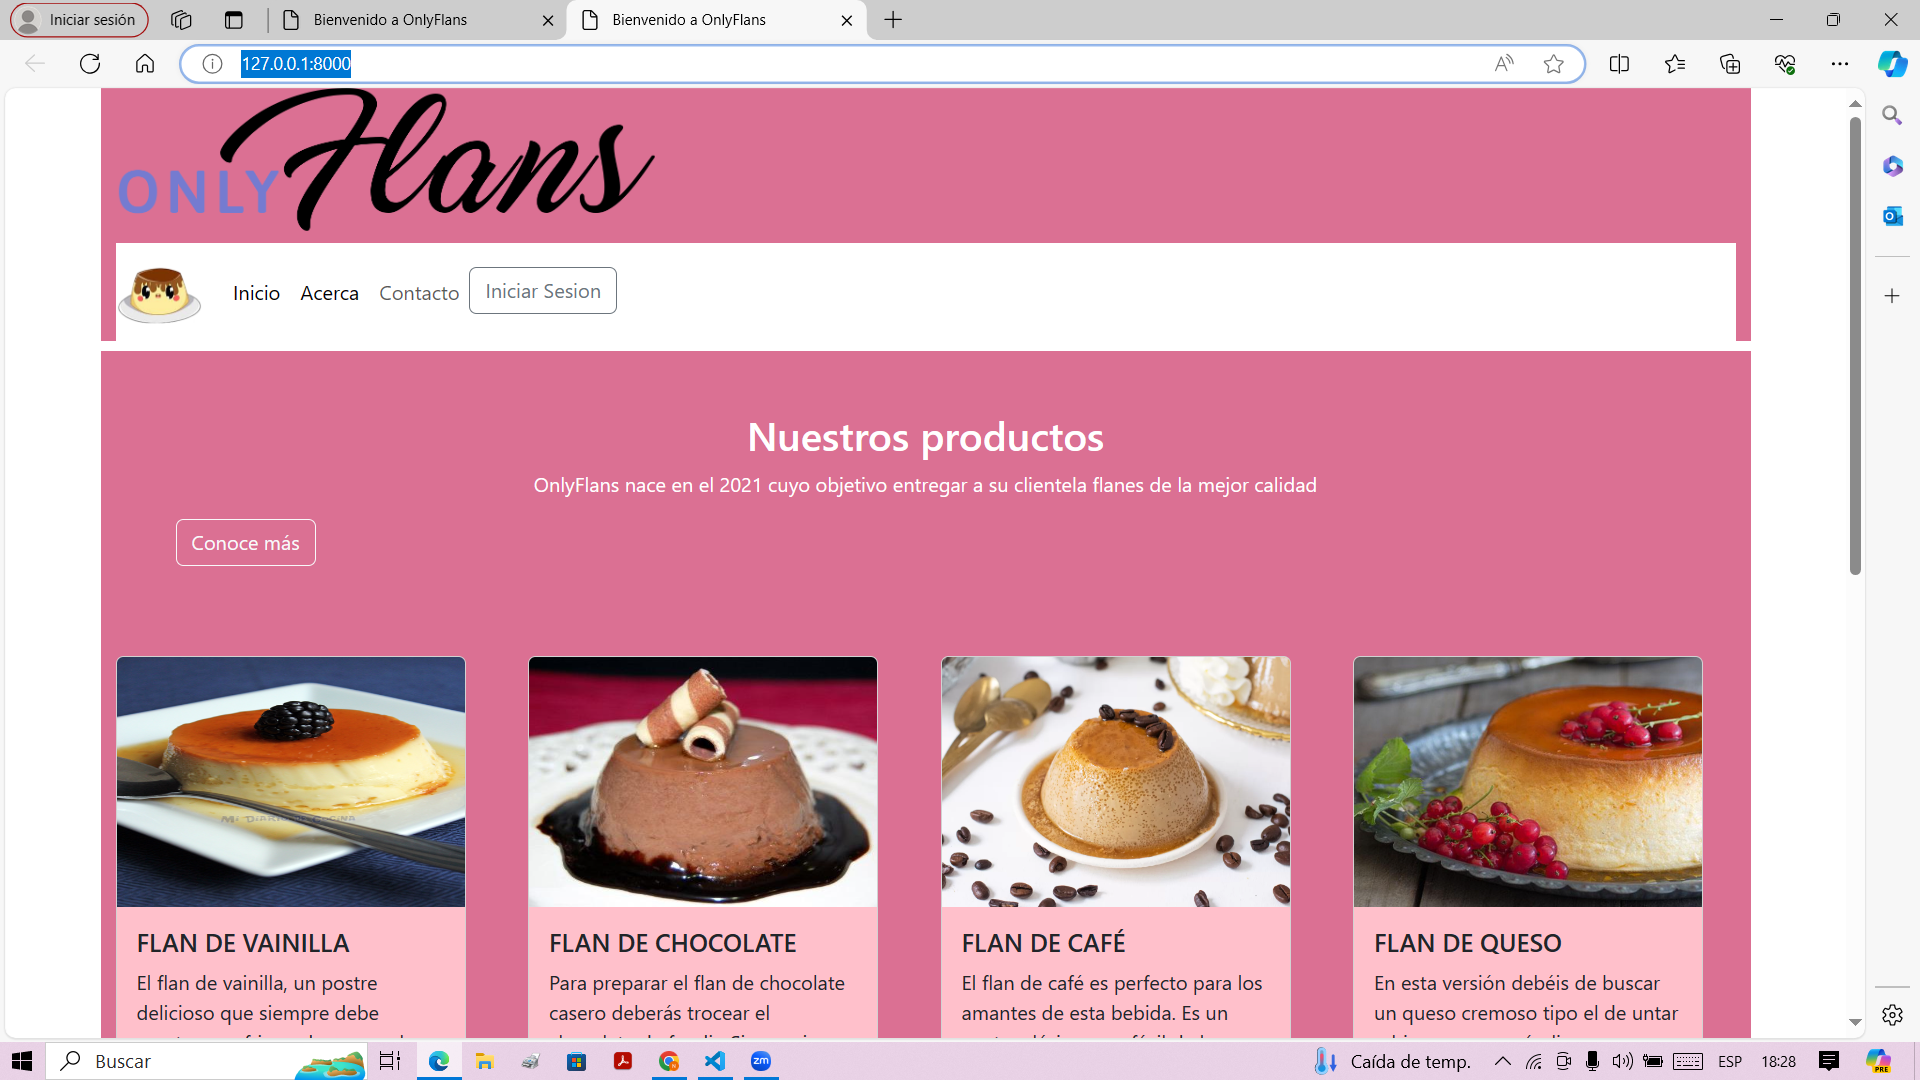 Iniciar sesión
Bienvenido a OnlyFlans
Bienvenido a OnlyFlans
127.0.0.1:8000
ONLY Flans
Inicio Acerca Contacto Iniciar Sesion
Nuestros productos
OnlyFlans nace en el 2021 cuyo objetivo entregar a su clientela flanes de la mejor calidad
Conoce más
FLAN DE VAINILLA
El flan de vainilla, un postre
delicioso que siempre debe
FLAN DE CHOCOLATE
Para preparar el flan de chocolate
casero deberás trocear el
FLAN DE CAFÉ
El flan de café es perfecto para los
amantes de esta bebida. Es un
FLAN DE QUESO
En esta versión debéis de buscar
un queso cremoso tipo el de untar
Buscar
Caída de temp.
ESP
18:28
PRE